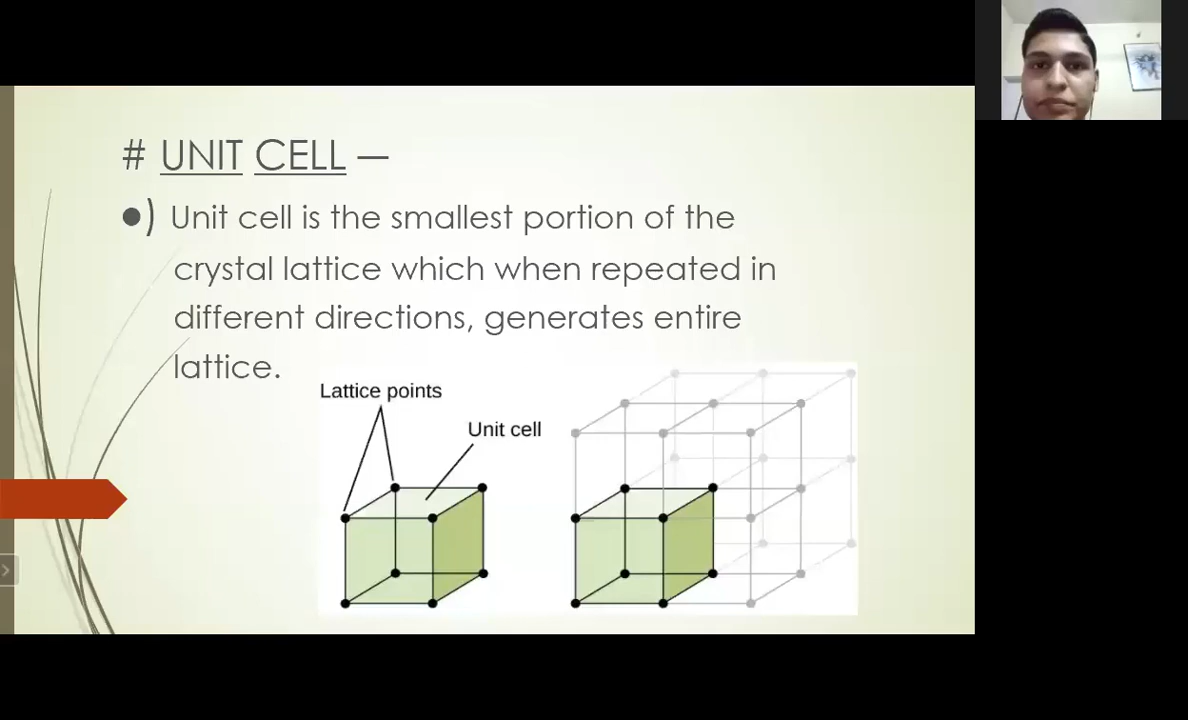 # UNIT CELL —
●) Unit cell is the smallest portion of the
crystal lattice which when repeated in
different directions, generates entire
lattice.
Lattice points
Unit cell